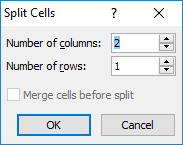 Split Cells ? ×
Number of columns: 2
Number of rows: 1
Merge cells before split
OK Cancel